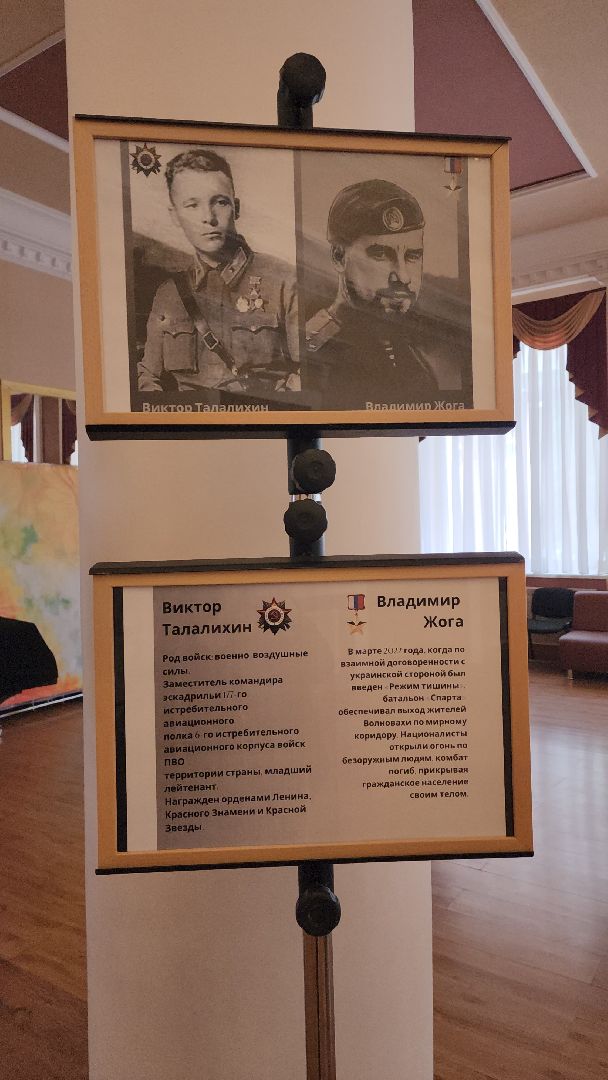 Виктор Талалихин
Владимир Жога
Виктор
Талалихин
Род войск: военно-воздушные
силы.
Заместитель командира
эскадрильи 177-го
истребительного
авиационного
полка 6-го истребительного
авиационного корпуса войск
ПВО
территории страны, младший
лейтенант.
Награжден орденами Ленина,
Красного Знамени и Красной
Звезды.
Владимир
Жога
В марте 2022 года, когда по
взаимной договоренности с
украинской стороной был
введен «Режим тишины»,
батальон «Спарта»
обеспечивал выход жителей
Волновахи по мирному
коридору. Националисты
открыли огонь по
безоружным людям, комбат
погиб, прикрывая
гражданское население
своим телом.